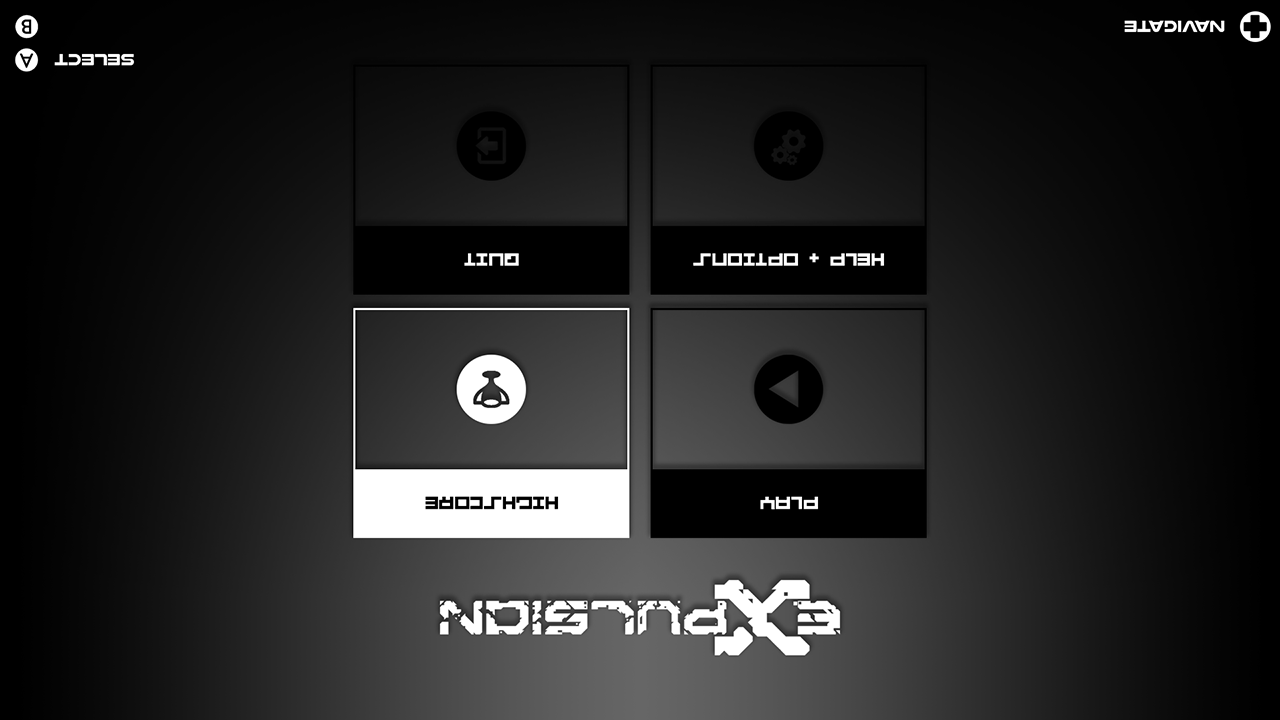 EXPULSION
PLAY
HIGHSCORE
HELP + OPTIONS
QUIT
NAVIGATE
SELECT
A
B